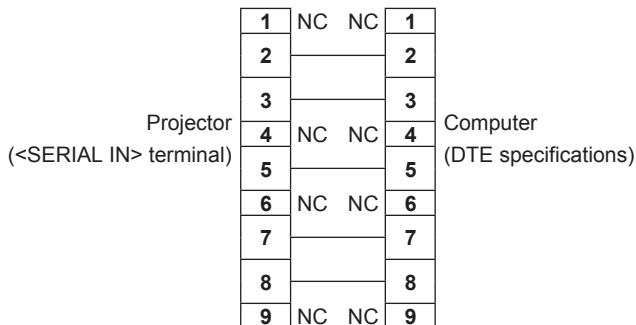 1 NC NC 1
2 2
3 3
Projector Computer
4 NC NC 4
(<SERIAL IN> terminal) (DTE specifications)
5 5
6 NC NC 6
7 7
8 8
9 NC NC 9